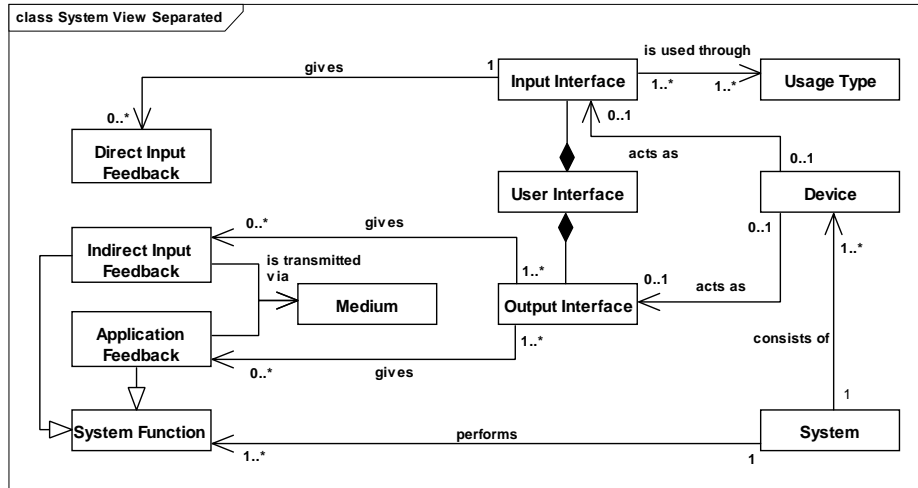 class System View Separated
is used through
gives
1
Input Interface
1..*
1..*
Usage Type
0..*
0..1
Direct Input
Feedback
acts as
0..1
User Interface
Device
0..*
gives
0..1
1..*
Indirect Input
Feedback
is transmitted
via
1..*
0..1
Medium
Output Interface
acts as
Application
Feedback
1..*
consists of
0..*
gives
1
System Function
performs
System
1..*
1